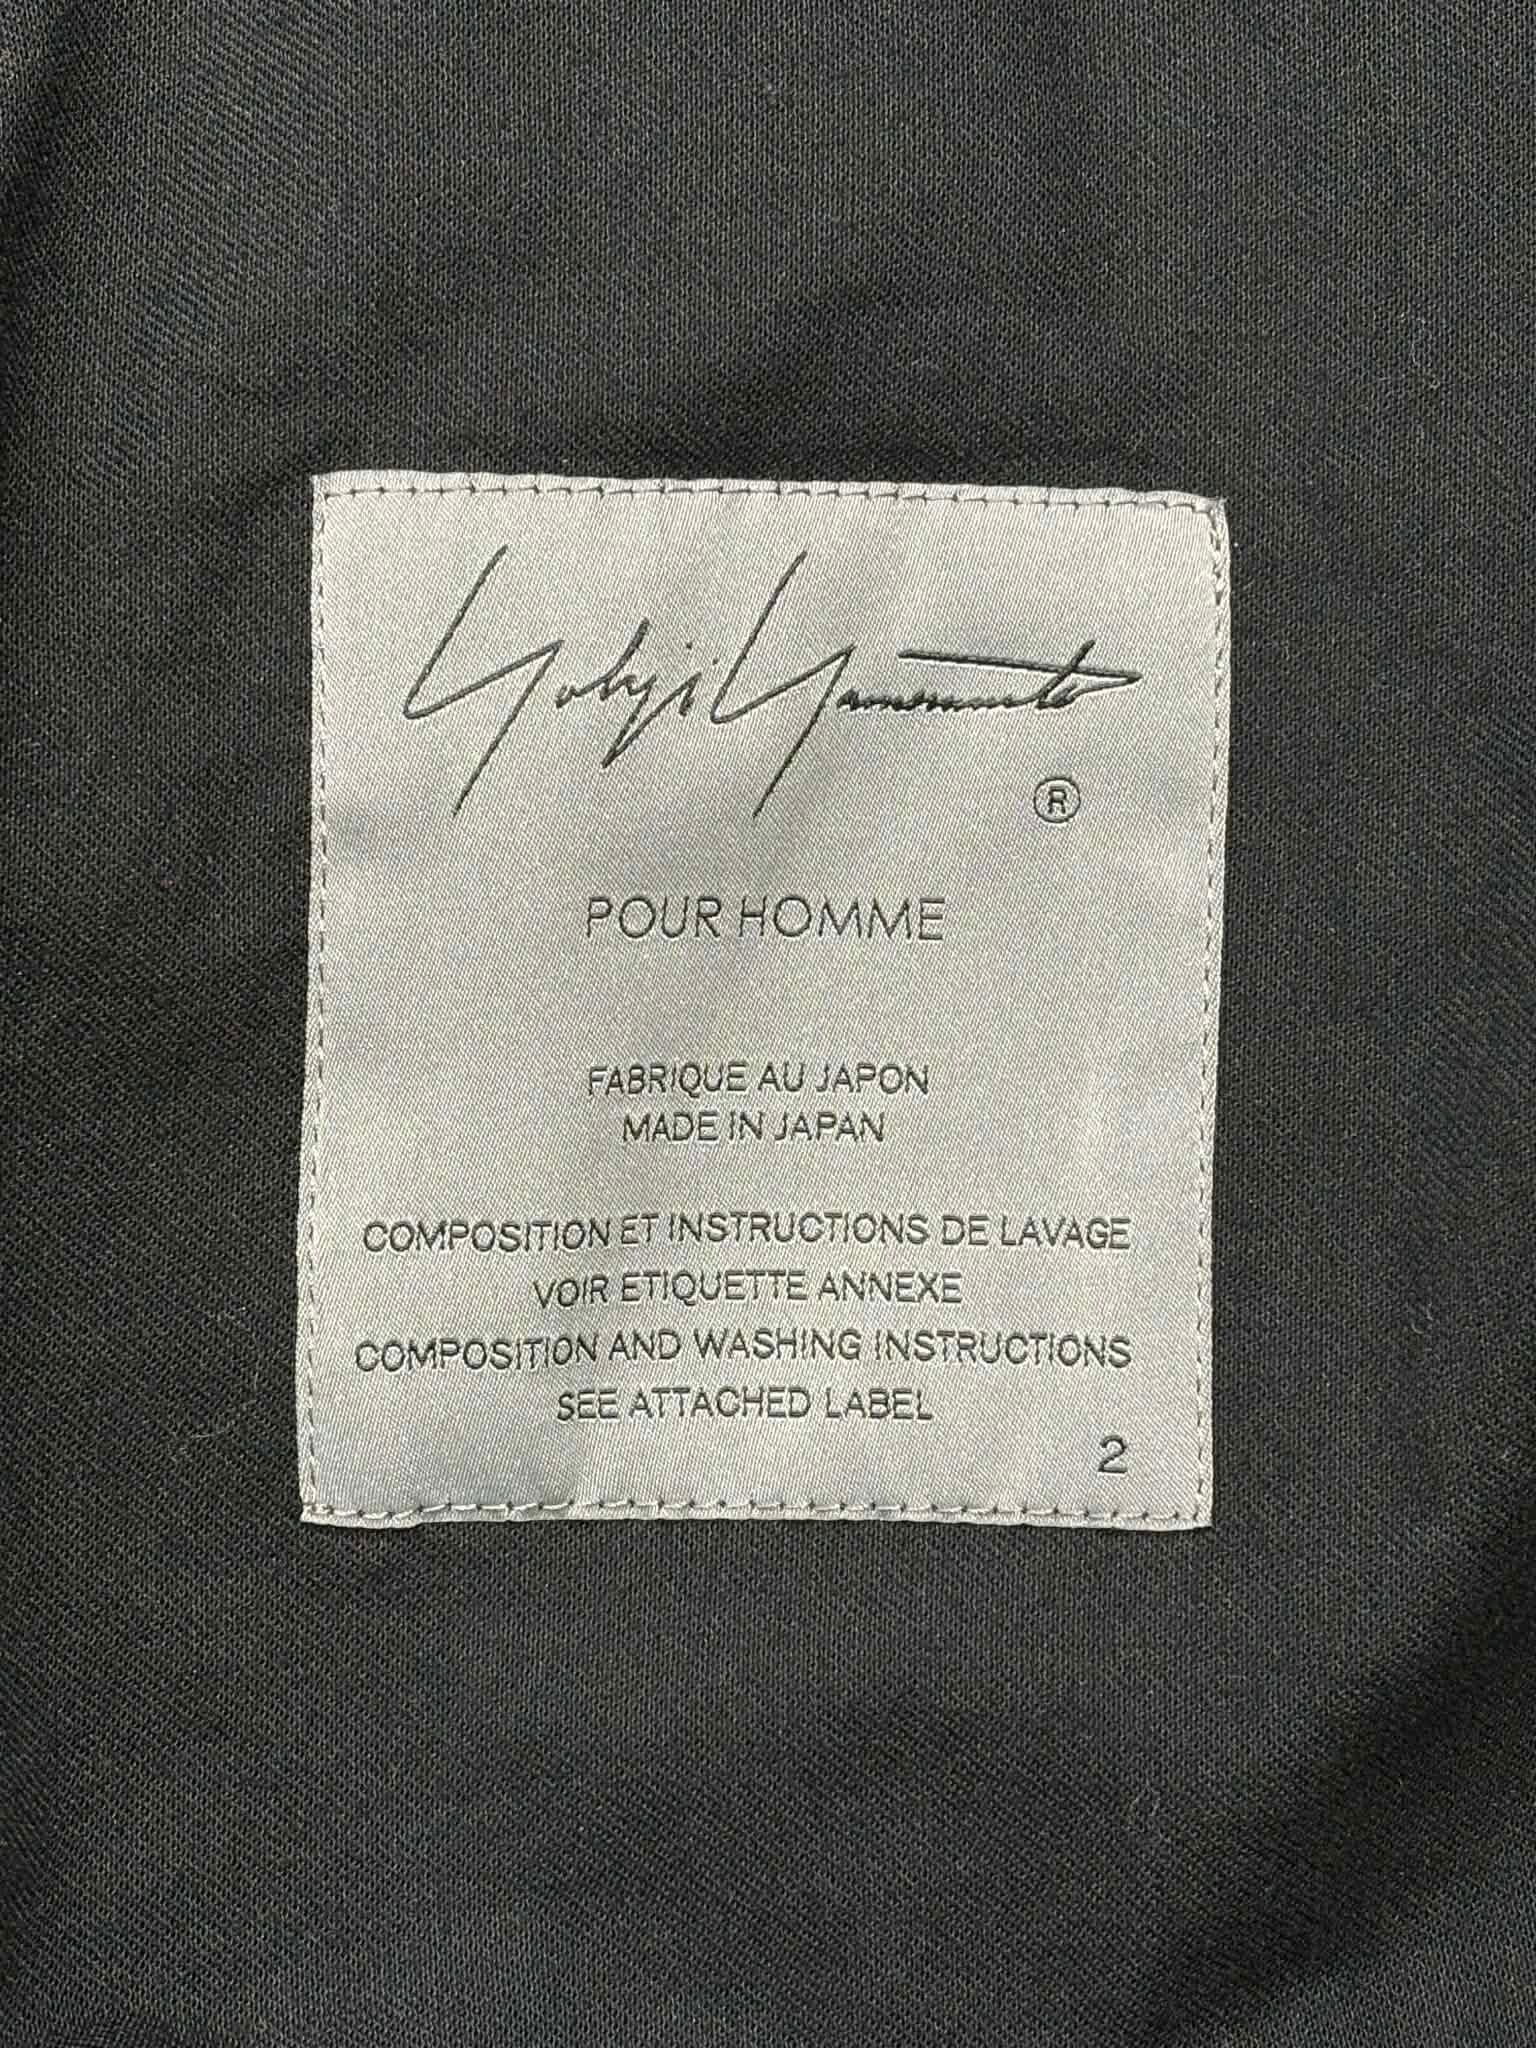 Yohji Yamamoto
®
POUR HOMME
FABRIQUE AU JAPON
MADE IN JAPAN
COMPOSITION ET INSTRUCTIONS DE LAVAGE
VOIR ETIQUETTE ANNEXE
COMPOSITION AND WASHING INSTRUCTIONS
SEE ATTACHED LABEL
2